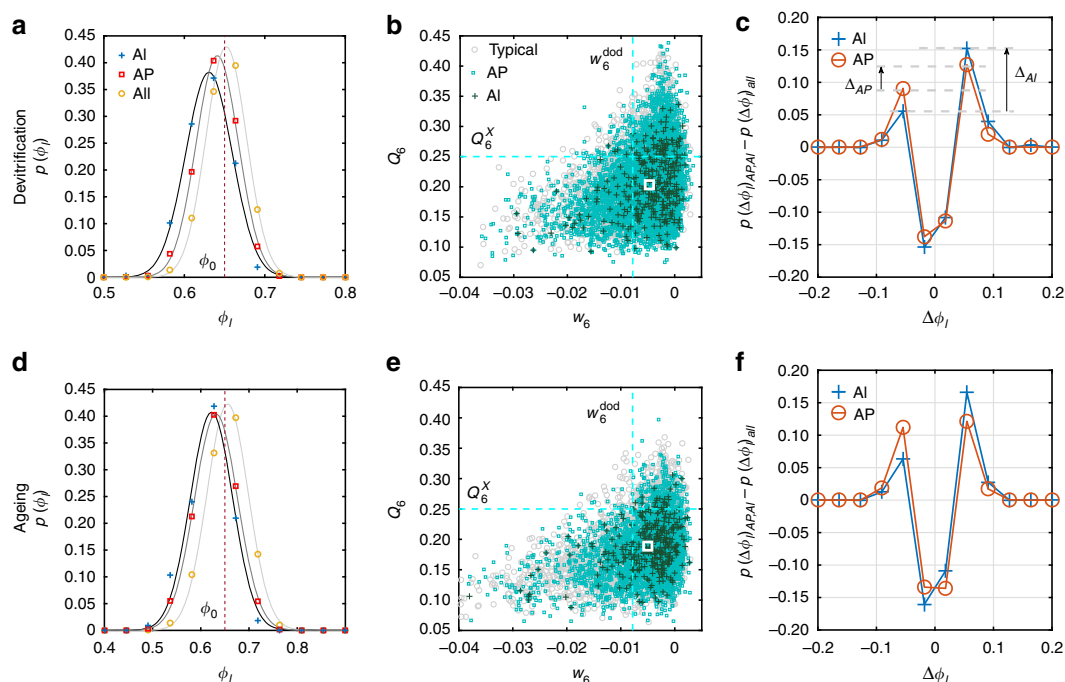 a
Devitrification
p (ϕl)
0.45
0.40
0.35
0.30
0.25
0.20
0.15
0.10
0.05
0
AI
AP
All
ϕ0
0.5 0.6 0.7 0.8
ϕl
b
Q6
0.45
0.40
0.35
0.30
0.25
0.20
0.15
0.10
0.05
Typical
AP
AI
w6dod
Q6X
−0.04 −0.03 −0.02 −0.01 0
w6
c
p (Δϕl)AP,AI − p (Δϕ)l)all
0.20
0.15
0.10
0.05
0
−0.05
−0.10
−0.15
−0.20
AI
AP
ΔAP
ΔAI
−0.2 −0.1 0 0.1 0.2
Δϕl
d
Ageing
p (ϕl)
0.45
0.40
0.35
0.30
0.25
0.20
0.15
0.10
0.05
0
ϕ0
0.4 0.5 0.6 0.7 0.8 0.9
ϕl
e
Q6
0.45
0.40
0.35
0.30
0.25
0.20
0.15
0.10
0.05
w6dod
Q6X
−0.04 −0.03 −0.02 −0.01 0
w6
f
p (Δϕl)AP,AI − p (Δϕ)l)all
0.20
0.15
0.10
0.05
0
−0.05
−0.10
−0.15
−0.20
AI
AP
−0.2 −0.1 0 0.1 0.2
Δϕl